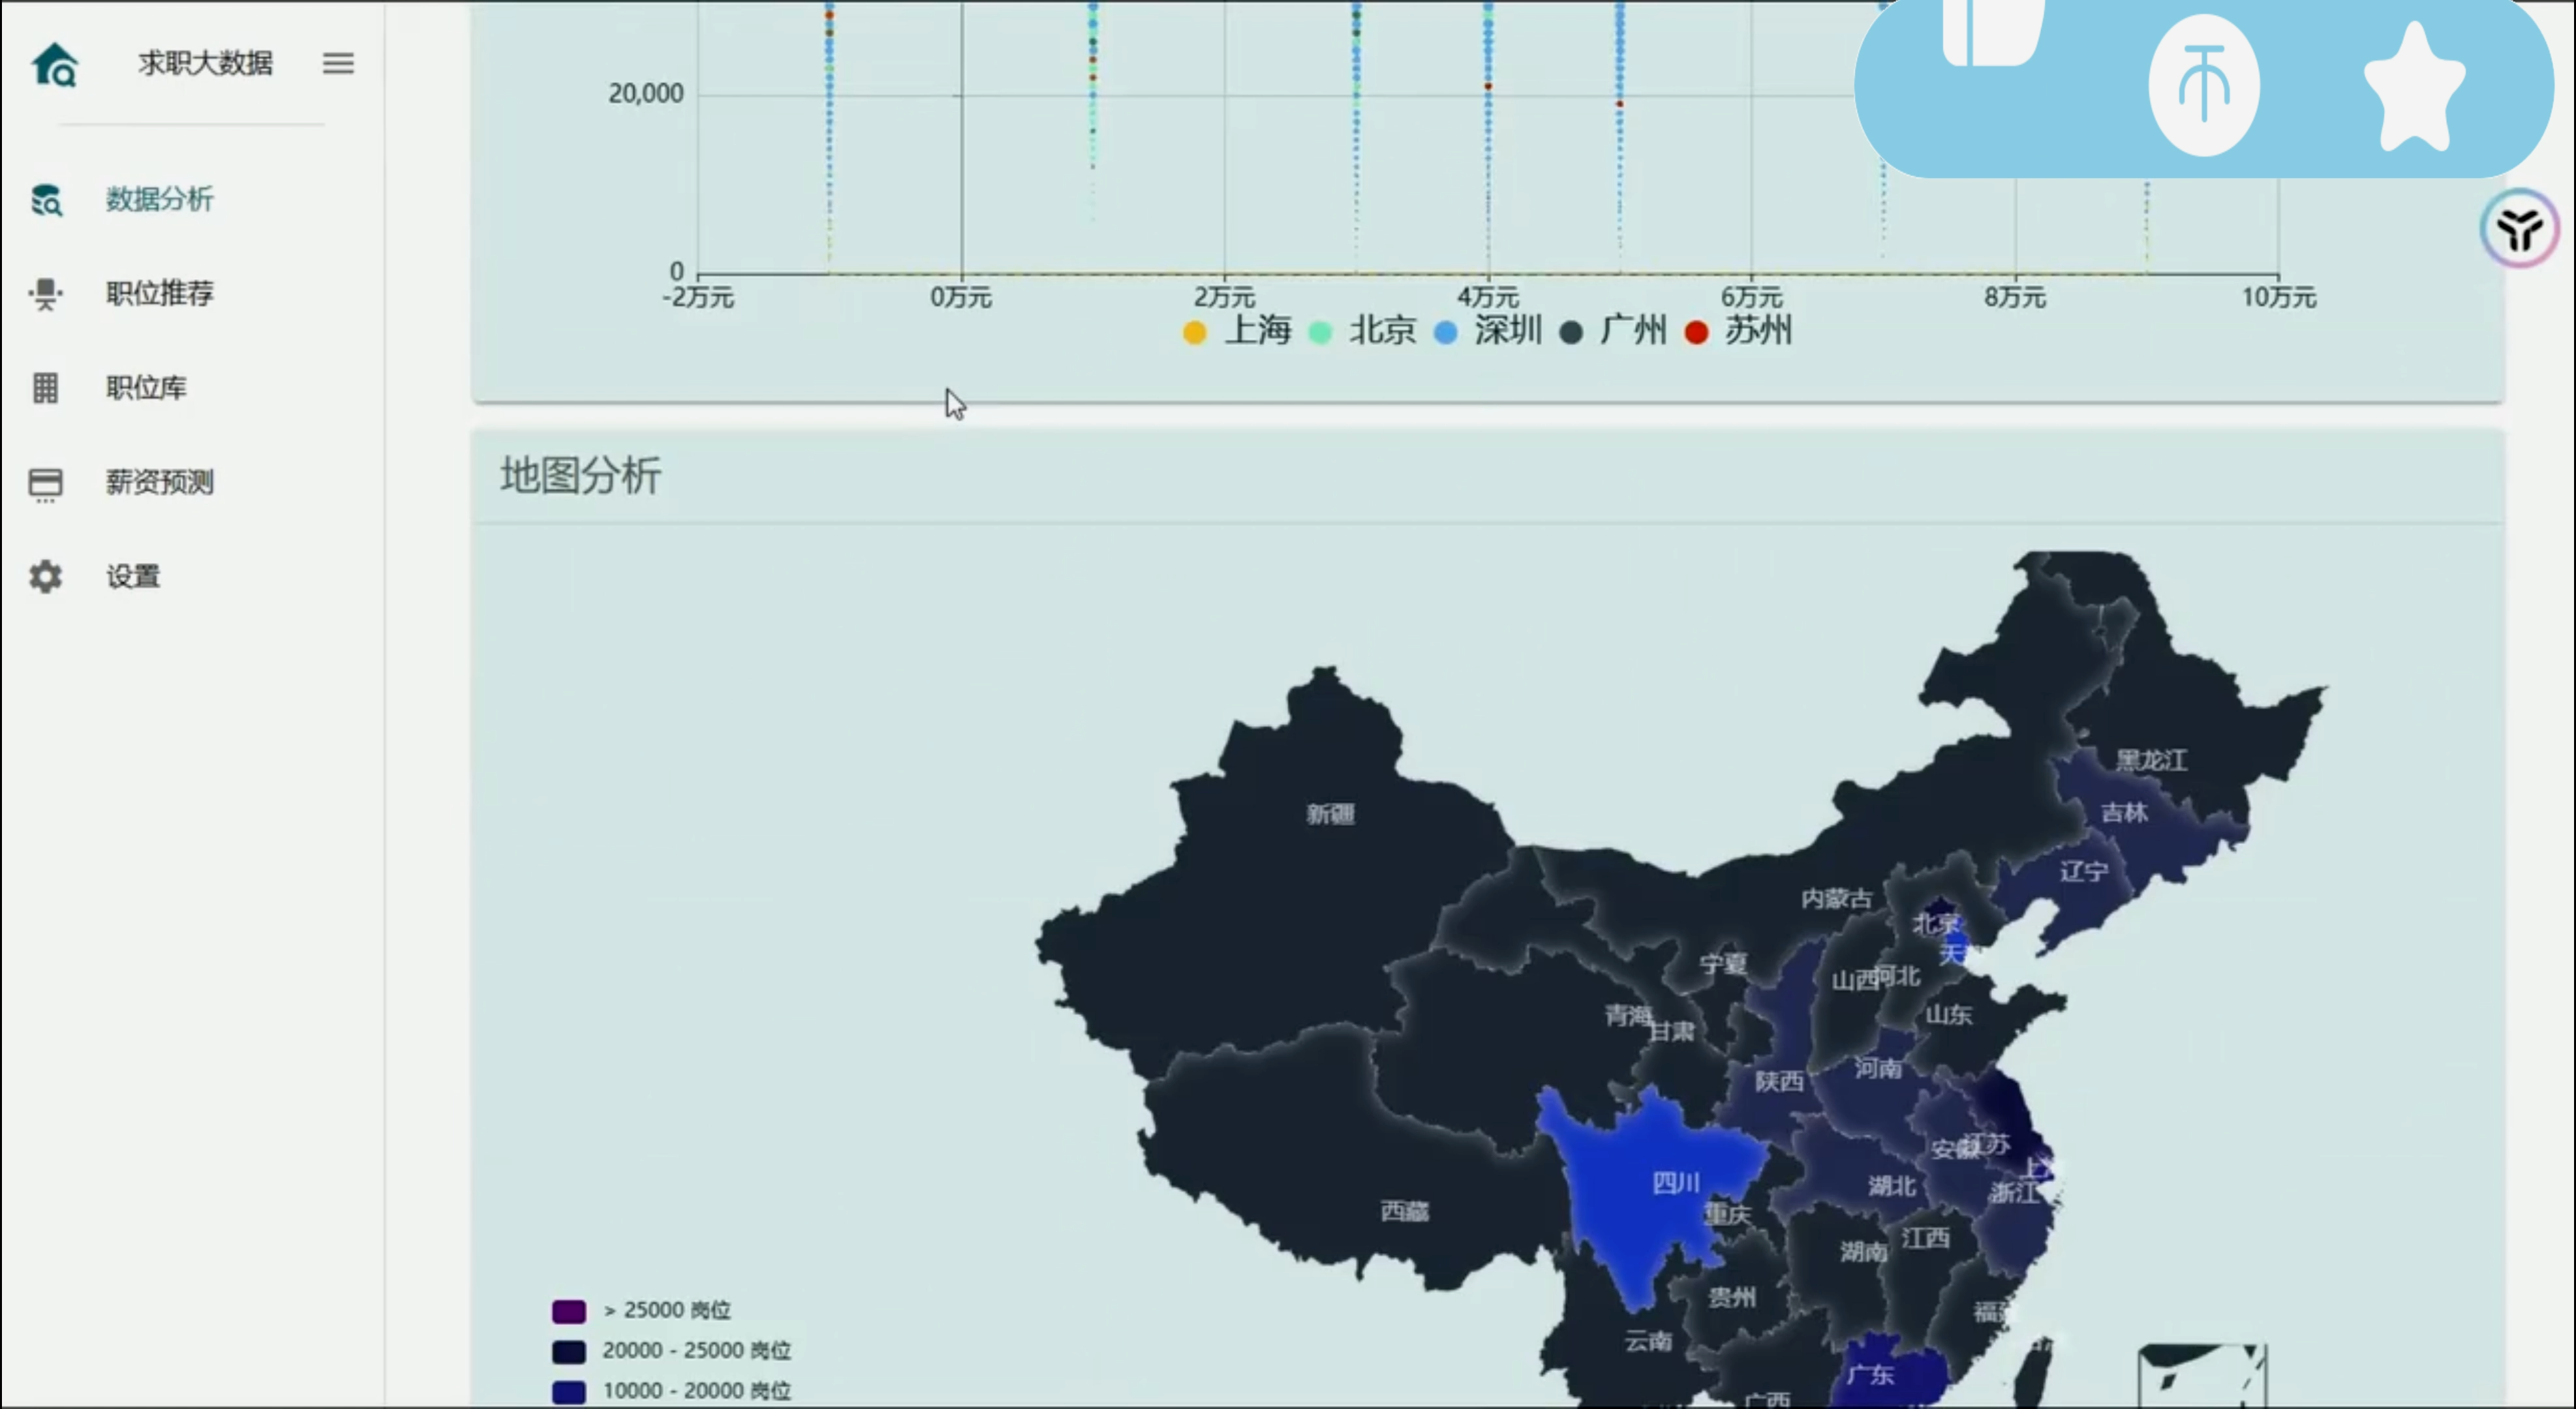 求职大数据
数据分析
职位推荐
职位库
薪资预测
设置
20,000
0
-2万元 0万元 2万元 4万元 6万元 8万元 10万元
上海 北京 深圳 广州 苏州
地图分析
黑龙江
新疆
吉林
辽宁
内蒙古
北京
天
宁夏
山西
河北
青海
甘肃
山东
陕西
河南
安徽
江苏
上
四川
湖北
浙江
西藏
重庆
湖南
江西
贵州
福
云南
广东
广西
> 25000 岗位
20000 - 25000 岗位
10000 - 20000 岗位